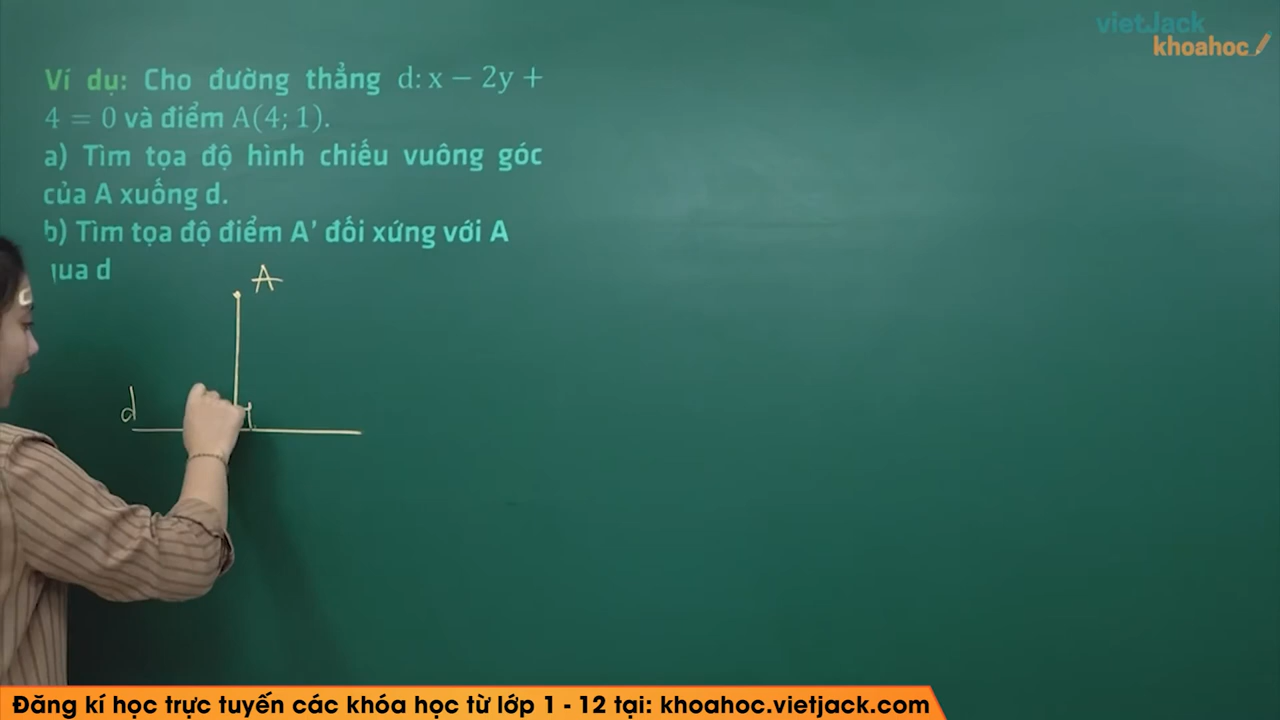 vietJack
khoahoc
Ví dụ: Cho đường thẳng d: x − 2y +
4 = 0 và điểm A(4; 1).
a) Tìm tọa độ hình chiếu vuông góc
của A xuống d.
b) Tìm tọa độ điểm A' đối xứng với A
qua d
A
d
Đăng kí học trực tuyến các khóa học từ lớp 1 - 12 tại: khoahoc.vietjack.com